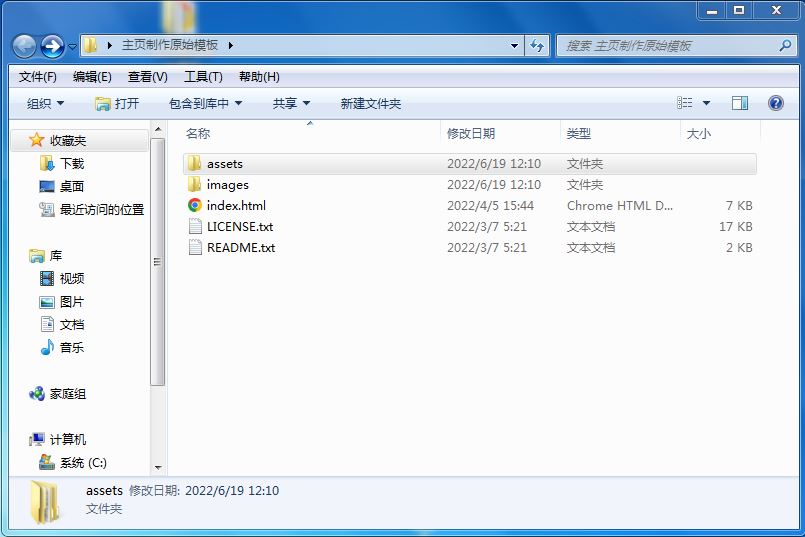 主页制作原始模板
搜索 主页制作原始模板
文件(F) 编辑(E) 查看(V) 工具(T) 帮助(H)
组织 打开 包含到库中 共享 新建文件夹
名称 修改日期 类型 大小
收藏夹
下载
桌面
最近访问的位置
库
视频
图片
文档
音乐
家庭组
计算机
系统 (C:)
assets 2022/6/19 12:10 文件夹
images 2022/6/19 12:10 文件夹
index.html 2022/4/5 15:44 Chrome HTML D... 7 KB
LICENSE.txt 2022/3/7 5:21 文本文档 17 KB
README.txt 2022/3/7 5:21 文本文档 2 KB
assets 修改日期: 2022/6/19 12:10
文件夹